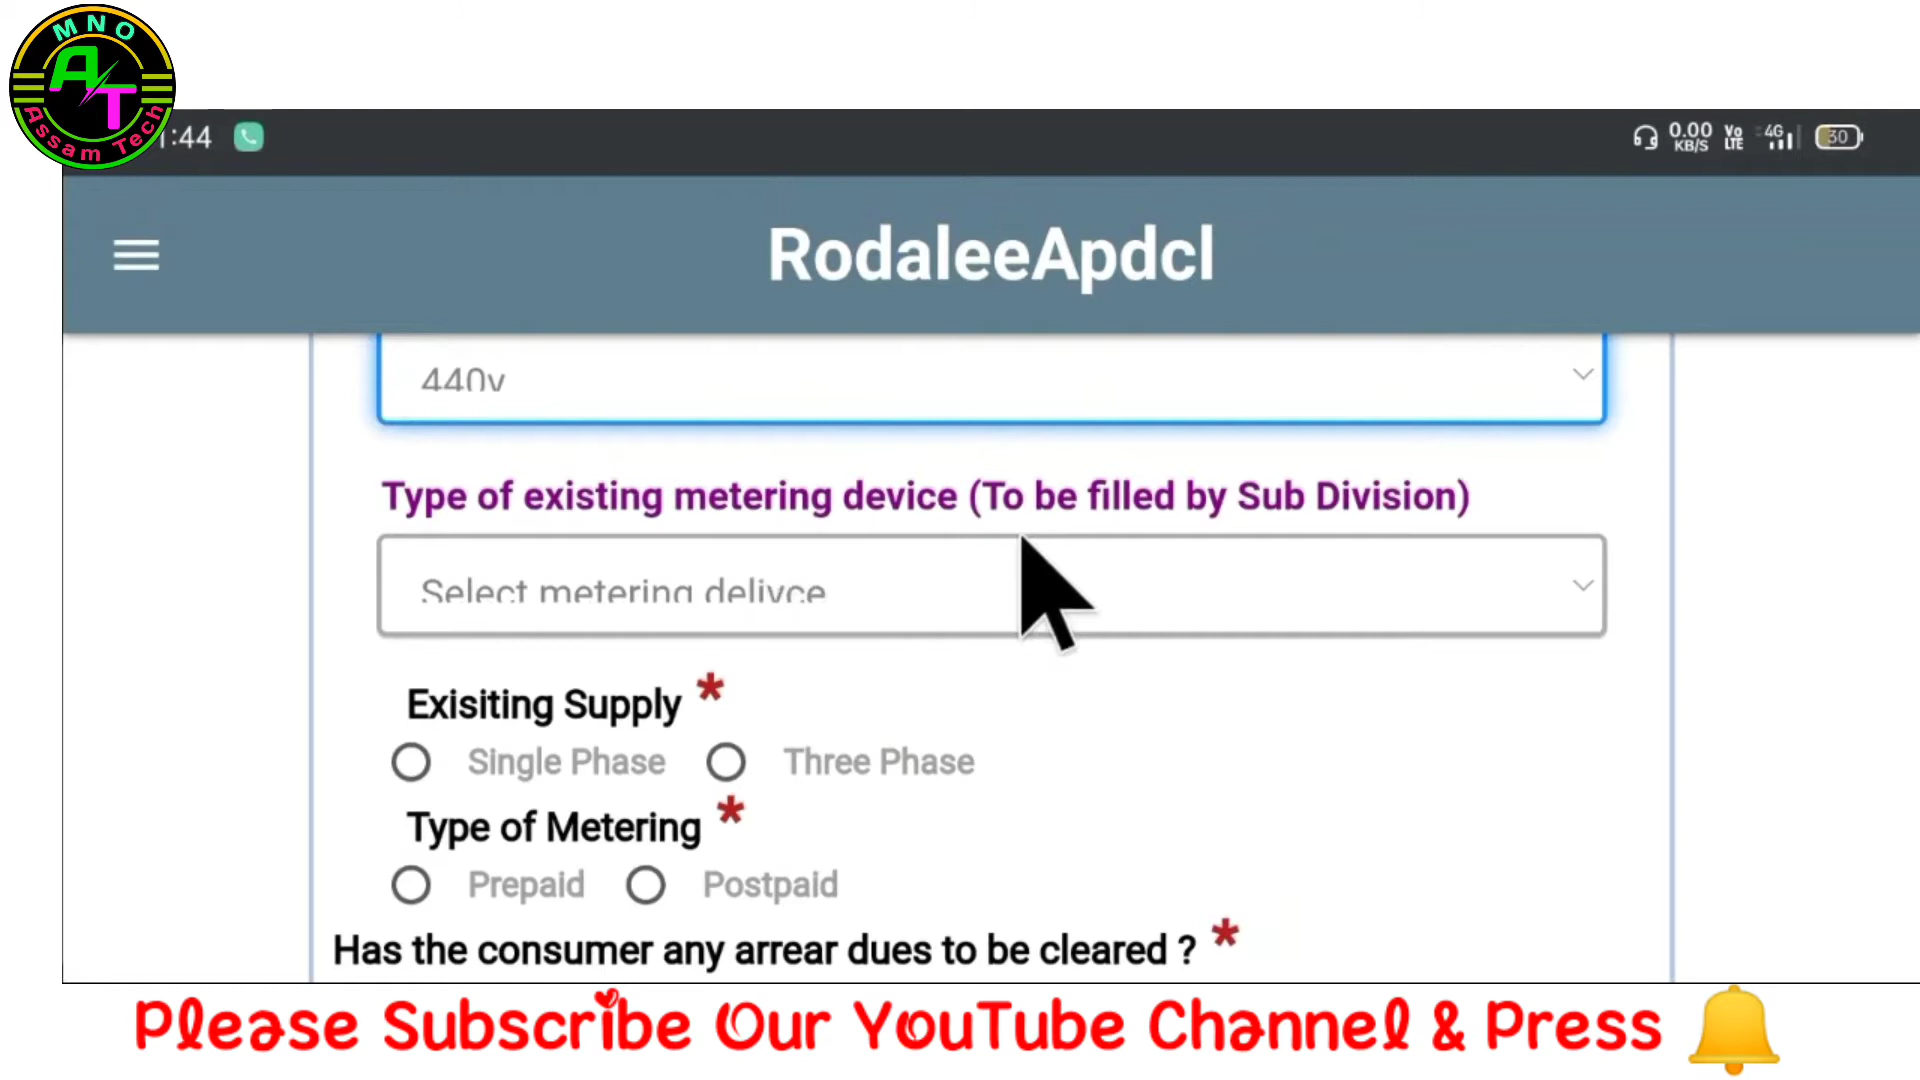 MNO
AT
Assam Tech
:44
0.00
KB/S
Vo
LTE
4G
30
RodaleeApdcl
440v
Type of existing metering device (To be filled by Sub Division)
Select metering delivce
Exisiting Supply *
Single Phase Three Phase
Type of Metering *
Prepaid Postpaid
Has the consumer any arrear dues to be cleared ? *
Please Subscribe Our YouTube Channel & Press